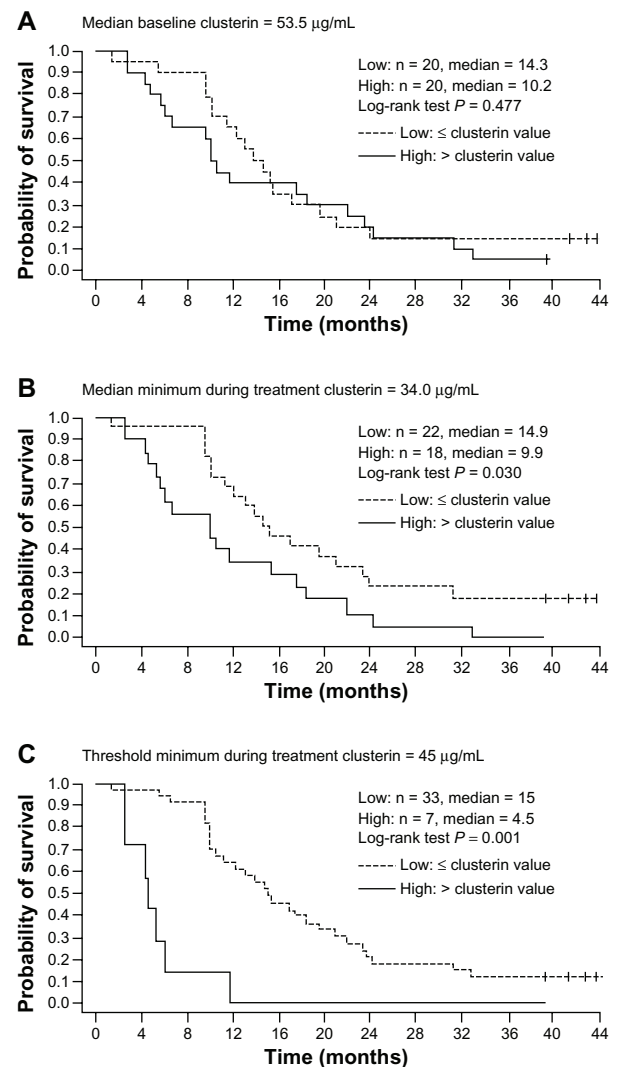 A
Median baseline clusterin = 53.5 μg/mL
Low: n = 20, median = 14.3
High: n = 20, median = 10.2
Log-rank test P = 0.477
Low: ≤ clusterin value
High: > clusterin value
Probability of survival
1.0
0.9
0.8
0.7
0.6
0.5
0.4
0.3
0.2
0.1
0.0
0 4 8 12 16 20 24 28 32 36 40 44
Time (months)
B
Median minimum during treatment clusterin = 34.0 μg/mL
Low: n = 22, median = 14.9
High: n = 18, median = 9.9
Log-rank test P = 0.030
Low: ≤ clusterin value
High: > clusterin value
Probability of survival
1.0
0.9
0.8
0.7
0.6
0.5
0.4
0.3
0.2
0.1
0.0
0 4 8 12 16 20 24 28 32 36 40 44
Time (months)
C
Threshold minimum during treatment clusterin = 45 μg/mL
Low: n = 33, median = 15
High: n = 7, median = 4.5
Log-rank test P = 0.001
Low: ≤ clusterin value
High: > clusterin value
Probability of survival
1.0
0.9
0.8
0.7
0.6
0.5
0.4
0.3
0.2
0.1
0.0
0 4 8 12 16 20 24 28 32 36 40 44
Time (months)